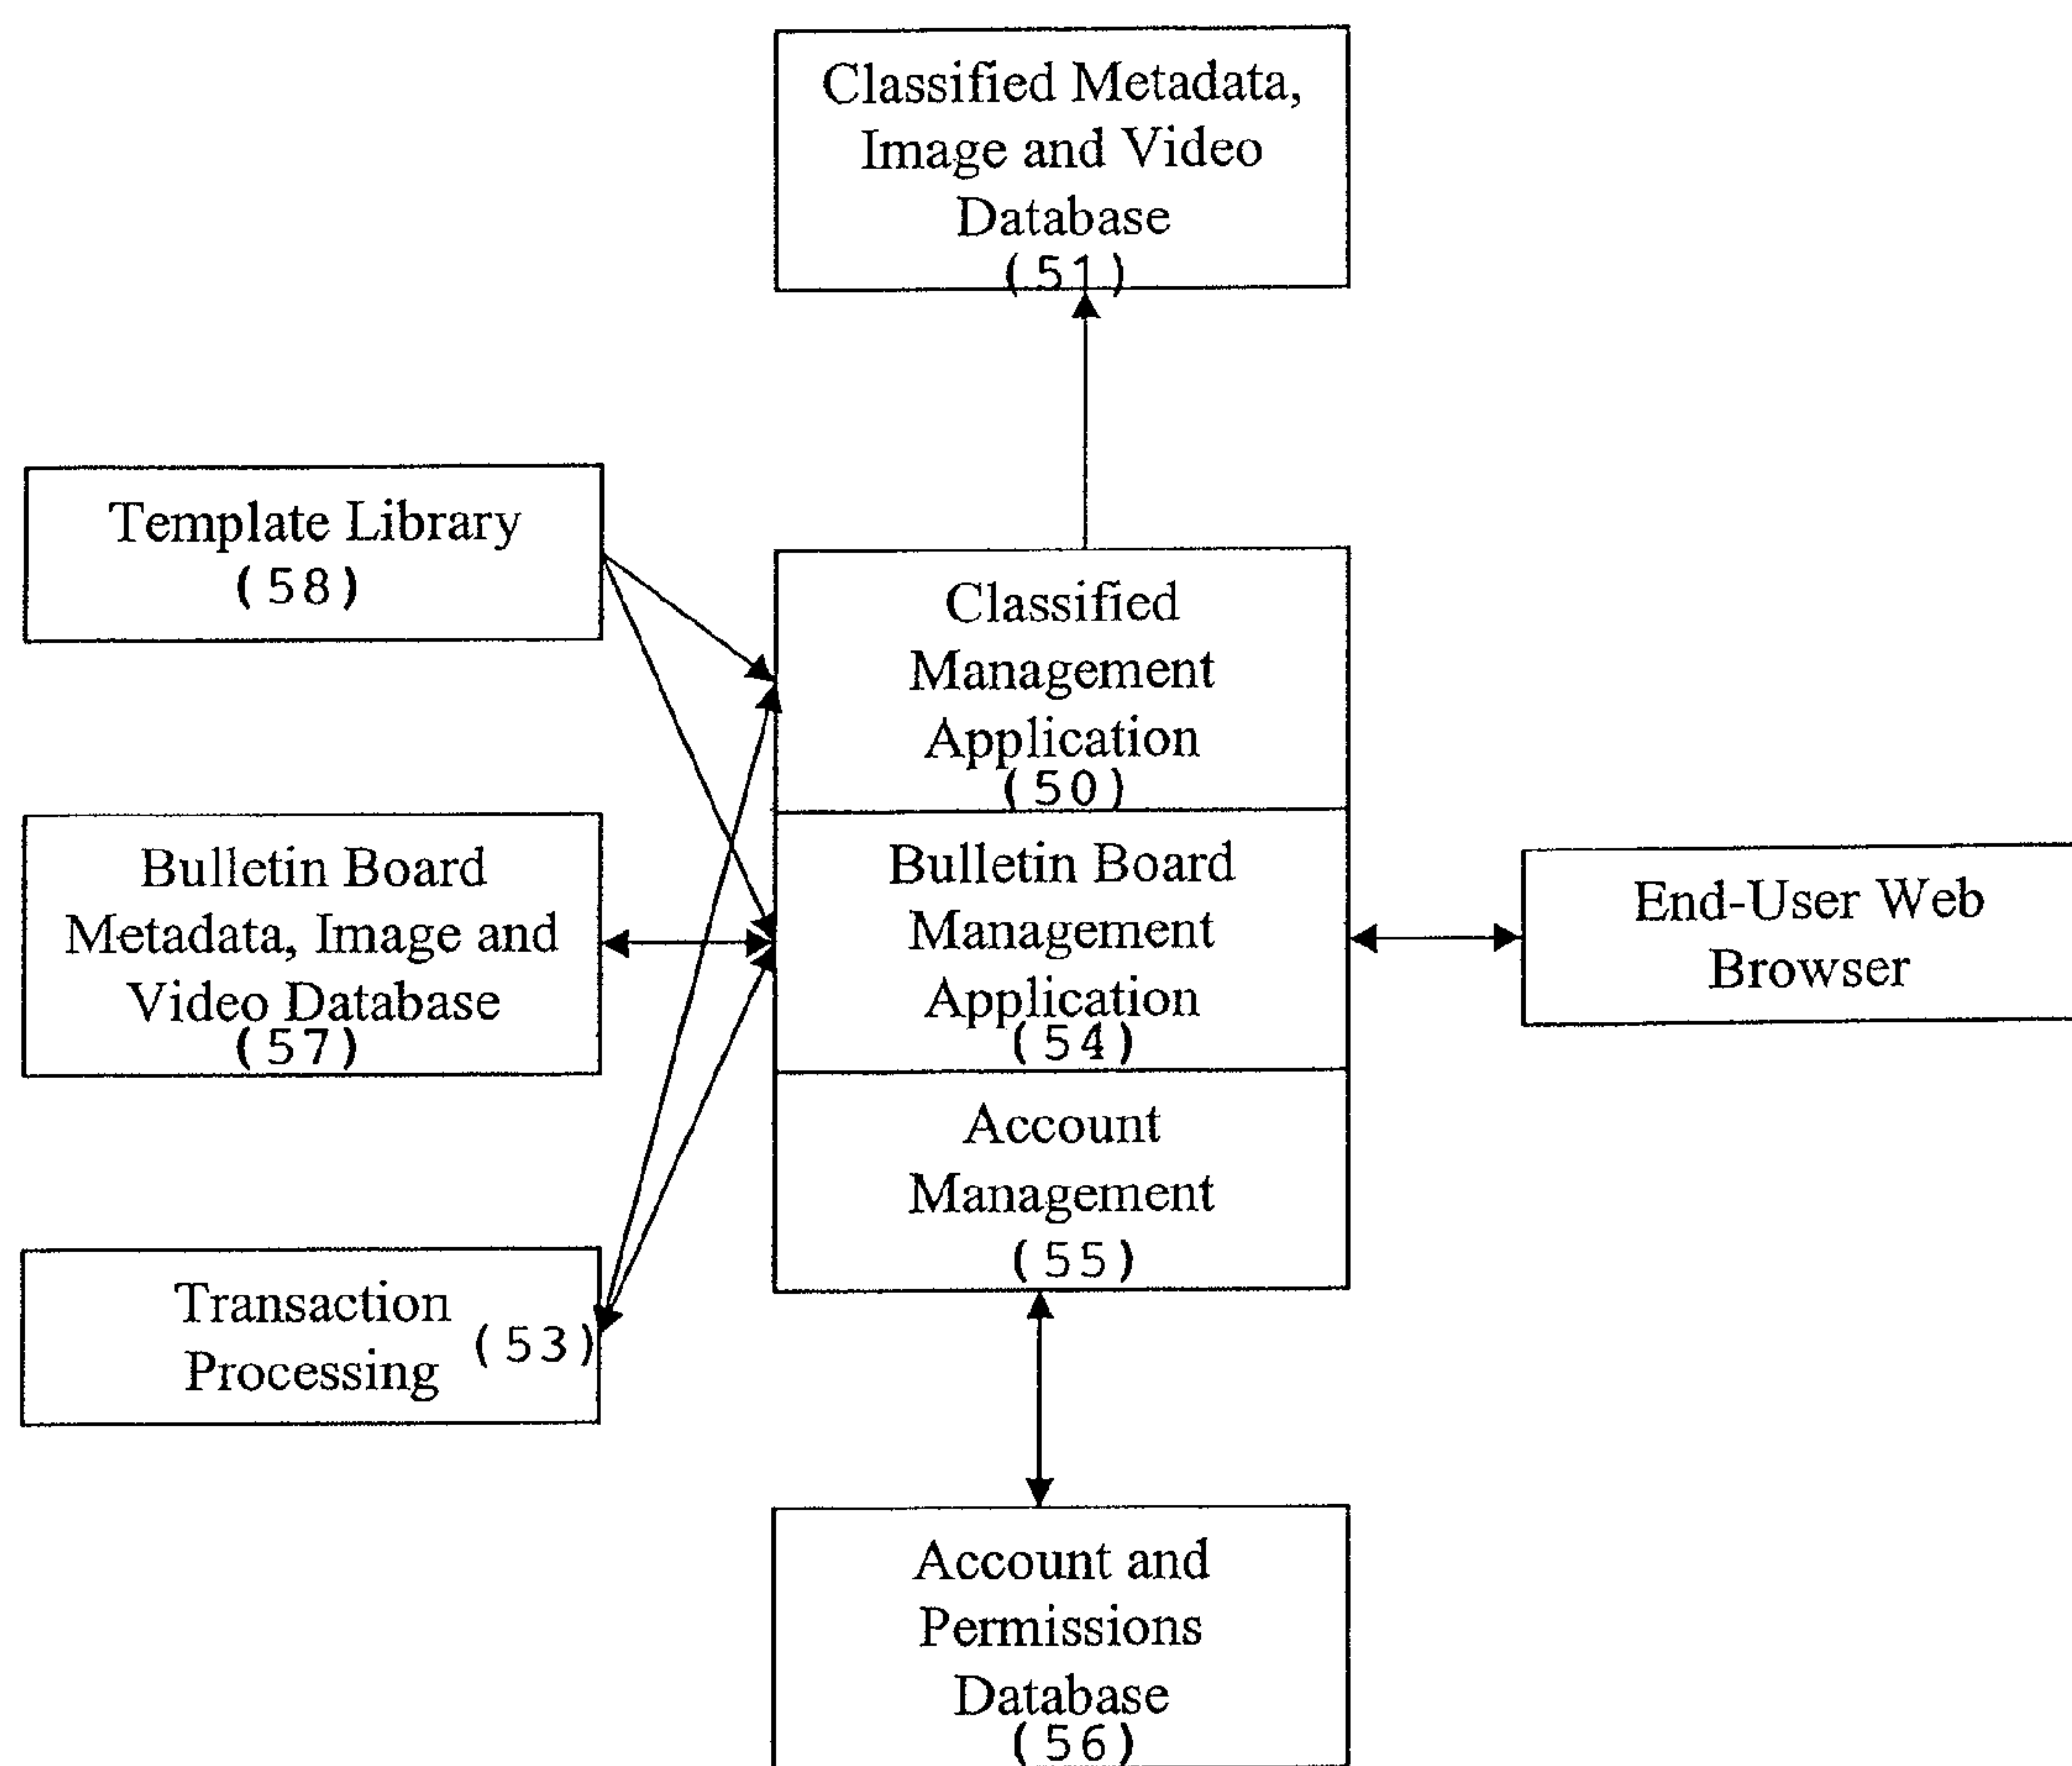 Classified Metadata,
Image and Video
Database
(51)
Template Library
(58)
Classified
Management
Application
(50)
Bulletin Board
Metadata, Image and
Video Database
(57)
Bulletin Board
Management
Application
(54)
End-User Web
Browser
Account
Management
(55)
Transaction
Processing (53)
Account and
Permissions
Database
(56)